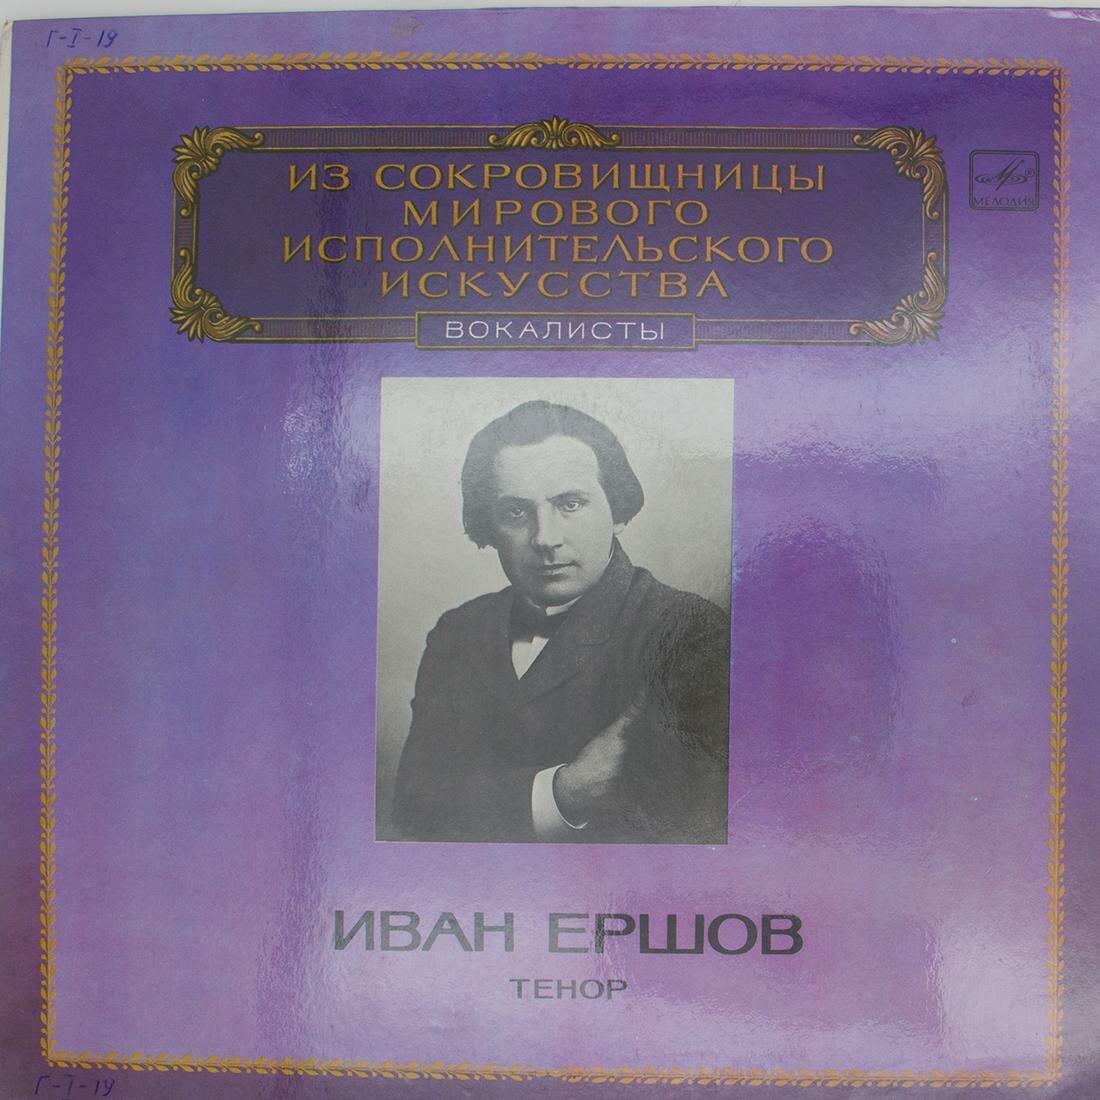 Г-I-19
ИЗ СОКРОВИЩНИЦЫ
МИРОВОГО
ИСПОЛНИТЕЛЬСКОГО
ИСКУССТВА
ВОКАЛИСТЫ
МЕЛОДИЯ
ИВАН ЕРШОВ
ТЕНОР
Г-I-19